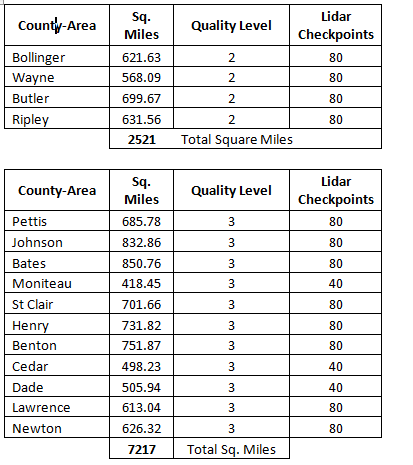 County-Area Sq. Miles Quality Level Lidar Checkpoints
Bollinger 621.63 2 80
Wayne 568.09 2 80
Butler 699.67 2 80
Ripley 631.56 2 80
2521 Total Square Miles
County-Area Sq. Miles Quality Level Lidar Checkpoints
Pettis 685.78 3 80
Johnson 832.86 3 80
Bates 850.76 3 80
Moniteau 418.45 3 40
St Clair 701.66 3 80
Henry 731.82 3 80
Benton 751.87 3 80
Cedar 498.23 3 40
Dade 505.94 3 40
Lawrence 613.04 3 80
Newton 626.32 3 80
7217 Total Sq. Miles